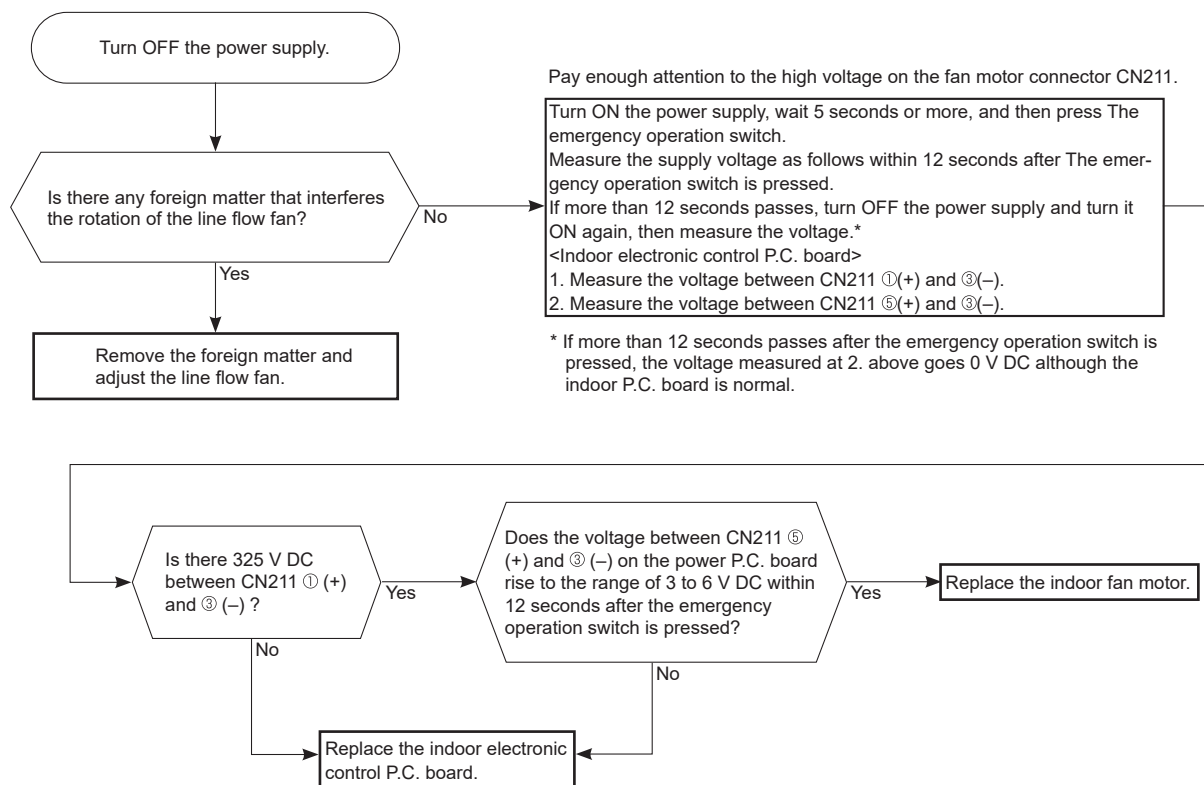 Turn OFF the power supply.
Is there any foreign matter that interferes
the rotation of the line flow fan?
No
Yes
Remove the foreign matter and
adjust the line flow fan.
Pay enough attention to the high voltage on the fan motor connector CN211.
Turn ON the power supply, wait 5 seconds or more, and then press The
emergency operation switch.
Measure the supply voltage as follows within 12 seconds after The emer-
gency operation switch is pressed.
If more than 12 seconds passes, turn OFF the power supply and turn it
ON again, then measure the voltage.*
<Indoor electronic control P.C. board>
1. Measure the voltage between CN211 ①(+) and ③(–).
2. Measure the voltage between CN211 ⑤(+) and ③(–).
* If more than 12 seconds passes after the emergency operation switch is
pressed, the voltage measured at 2. above goes 0 V DC although the
indoor P.C. board is normal.
Is there 325 V DC
between CN211 ① (+)
and ③ (–) ?
Yes
No
Does the voltage between CN211 ⑤
(+) and ③ (–) on the power P.C. board
rise to the range of 3 to 6 V DC within
12 seconds after the emergency
operation switch is pressed?
Yes
No
Replace the indoor fan motor.
Replace the indoor electronic
control P.C. board.